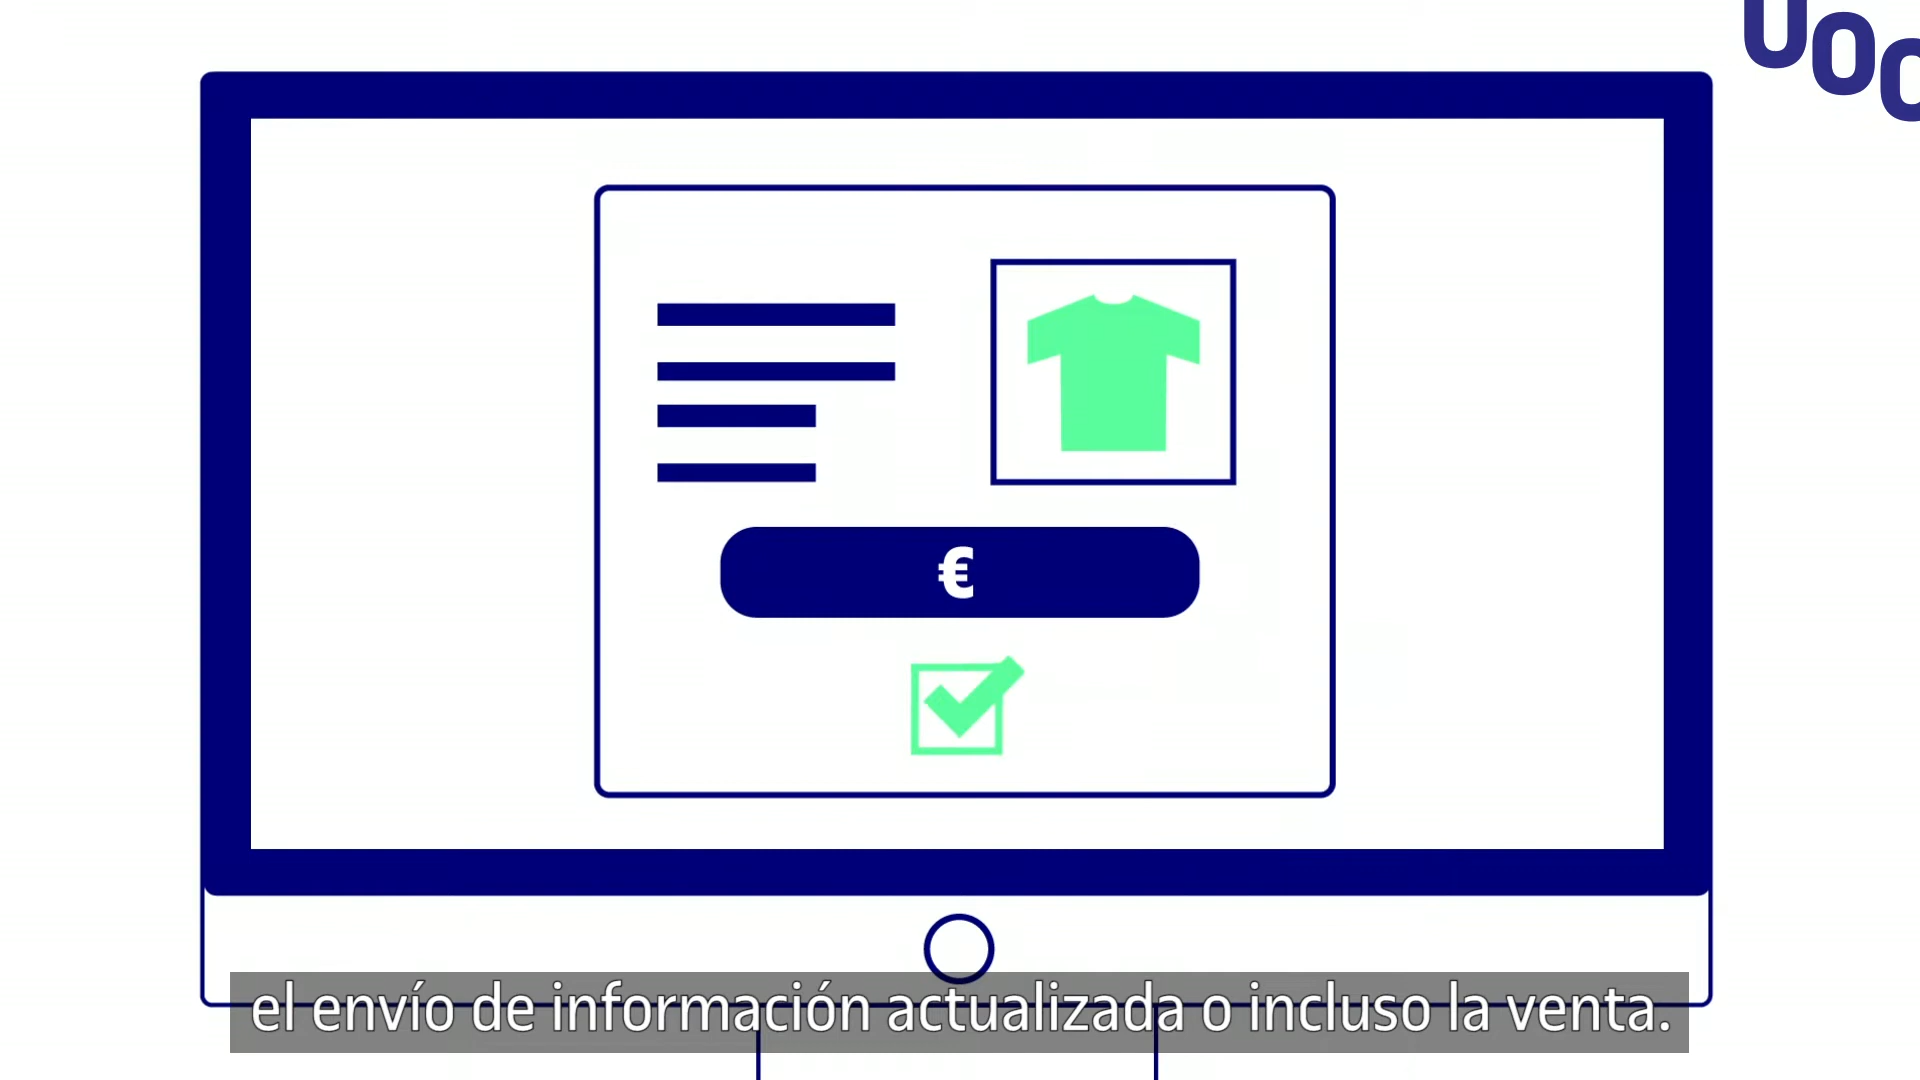 UOC
€
el envío de información actualizada o incluso la venta.